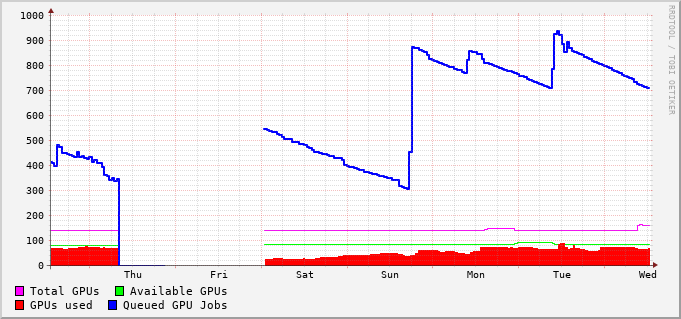 1000
900
800
700
600
500
400
300
200
100
0
Thu Fri Sat Sun Mon Tue Wed
Total GPUs Available GPUs
GPUs used Queued GPU Jobs
RRDTOOL / TOBI OETIKER